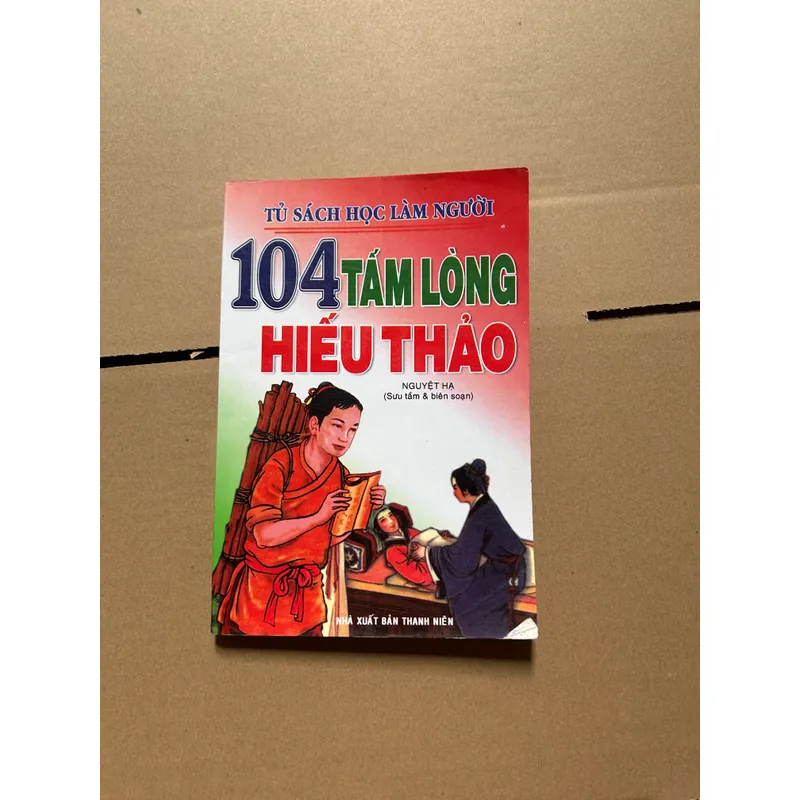 TỦ SÁCH HỌC LÀM NGƯỜI
104 TẤM LÒNG
HIẾU THẢO
NGUYỆT HẠ
(Sưu tầm & biên soạn)
NHÀ XUẤT BẢN THANH NIÊN